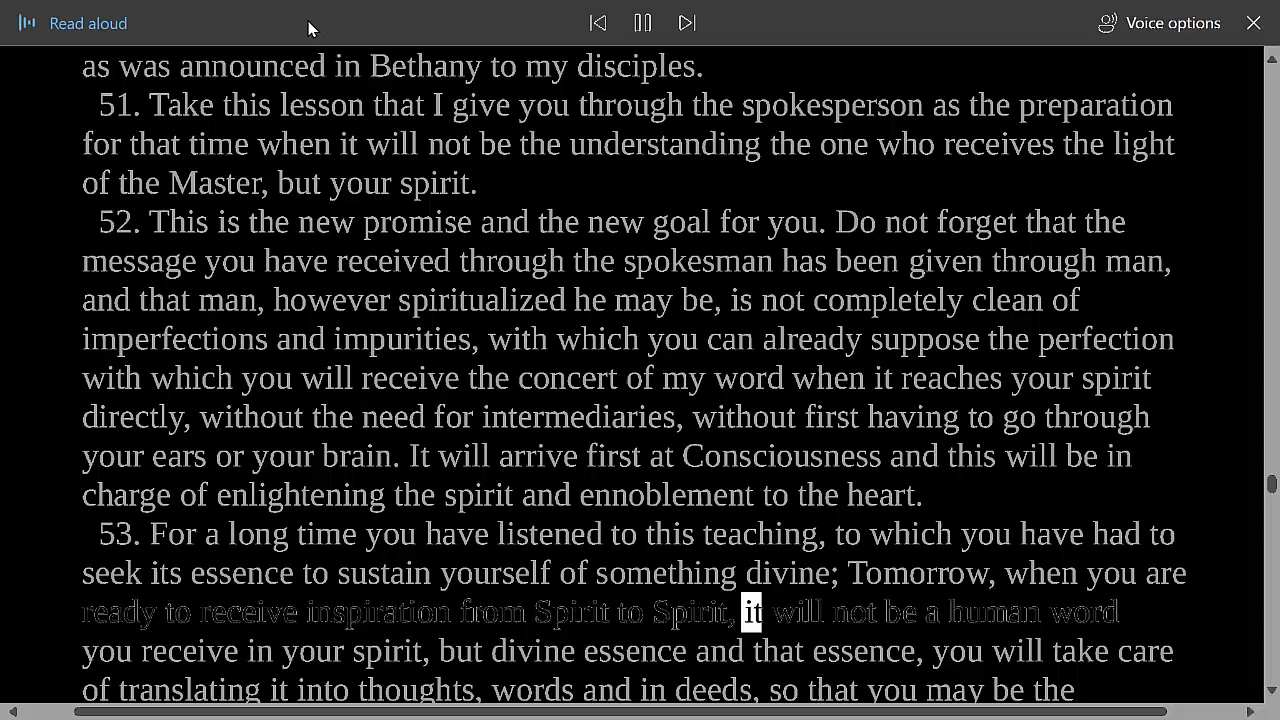 Read aloud
Voice options
as was announced in Bethany to my disciples.
51. Take this lesson that I give you through the spokesperson as the preparation
for that time when it will not be the understanding the one who receives the light
of the Master, but your spirit.
52. This is the new promise and the new goal for you. Do not forget that the
message you have received through the spokesman has been given through man,
and that man, however spiritualized he may be, is not completely clean of
imperfections and impurities, with which you can already suppose the perfection
with which you will receive the concert of my word when it reaches your spirit
directly, without the need for intermediaries, without first having to go through
your ears or your brain. It will arrive first at Consciousness and this will be in
charge of enlightening the spirit and ennoblement to the heart.
53. For a long time you have listened to this teaching, to which you have had to
seek its essence to sustain yourself of something divine; Tomorrow, when you are
ready to receive inspiration from Spirit to Spirit, it will not be a human word
you receive in your spirit, but divine essence and that essence, you will take care
of translating it into thoughts, words and in deeds, so that you may be the